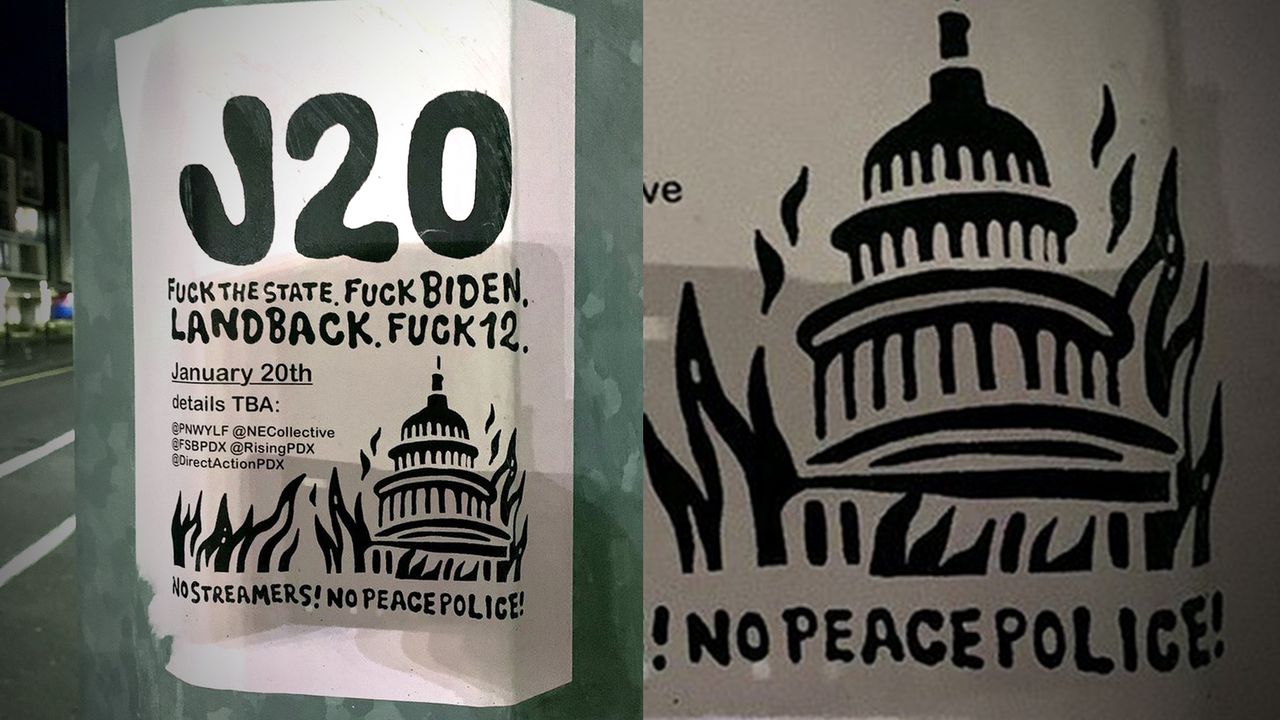 J20
FUCK THE STATE. FUCK BIDEN.
LANDBACK. FUCK 12.
January 20th
details TBA:
@PNWYLF @NECollective
@FSBPDX @RisingPDX
@DirectActionPDX
NO STREAMERS! NO PEACE POLICE!
ve
! NO PEACE POLICE!